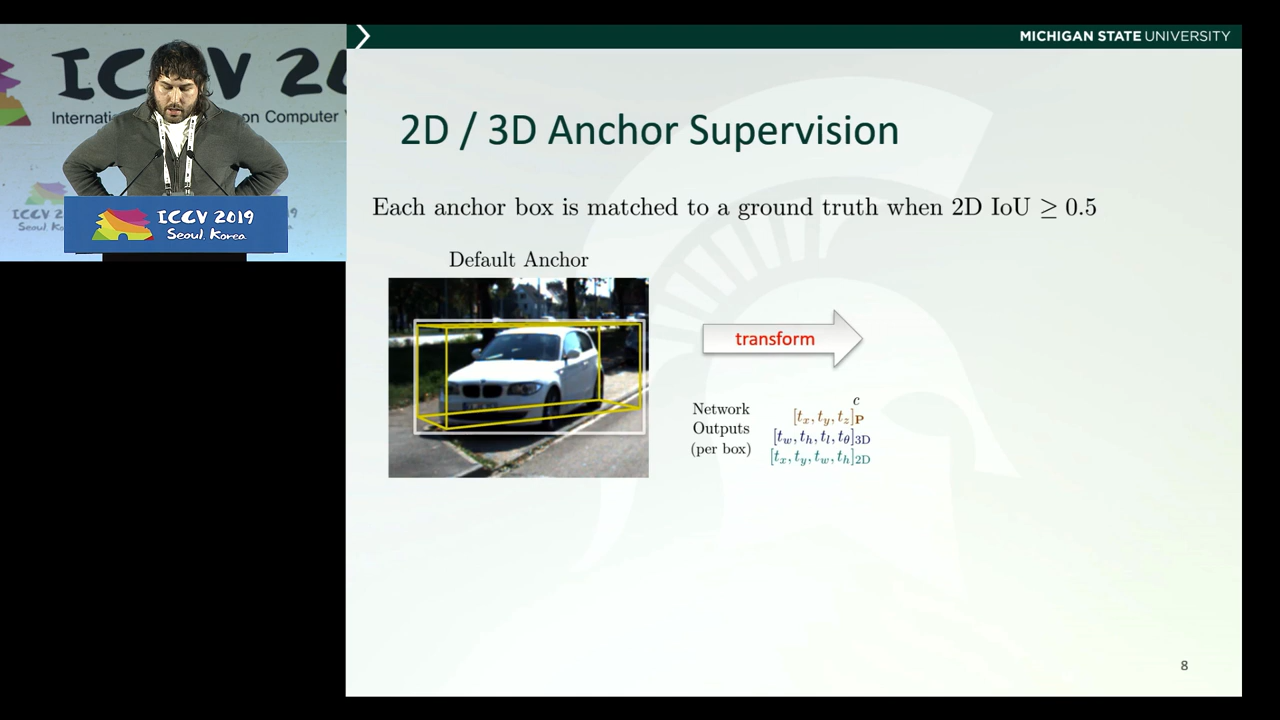 ICCV 20
Internati
on Computer V
ICCV 2019
Seoul, Korea
MICHIGAN STATE UNIVERSITY
2D / 3D Anchor Supervision
Each anchor box is matched to a ground truth when 2D IoU ≥ 0.5
Default Anchor
transform
Network
Outputs
(per box)
c
[t_x, t_y, t_z]_P
[t_w, t_h, t_l, t_θ]_3D
[t_x, t_y, t_w, t_h]_2D
8